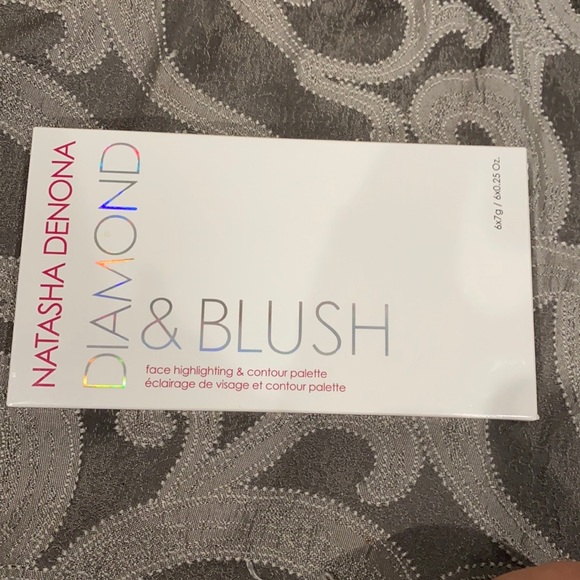 NATASHA DENONA
DIAMOND
& BLUSH
face highlighting & contour palette
éclairage de visage et contour palette
6x7g / 6x0.25 Oz.